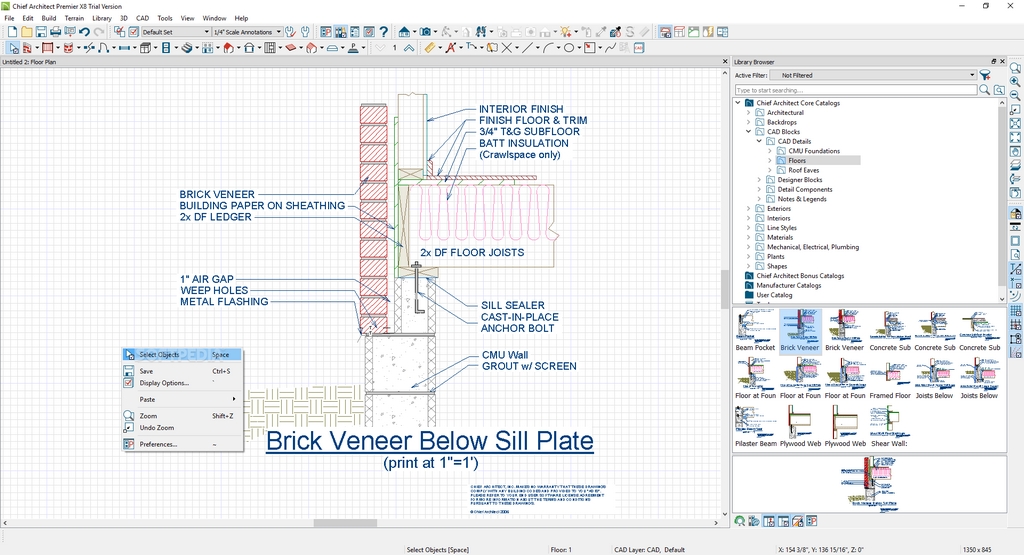 Chief Architect Premier X8 Trial Version
File Edit Build Terrain Library 3D CAD Tools View Window Help
Default Set 1/4" Scale Annotations
Untitled 2: Floor Plan
INTERIOR FINISH
FINISH FLOOR & TRIM
3/4" T&G SUBFLOOR
BATT INSULATION
(Crawlspace only)
BRICK VENEER
BUILDING PAPER ON SHEATHING
2x DF LEDGER
2x DF FLOOR JOISTS
1" AIR GAP
WEEP HOLES
METAL FLASHING
SILL SEALER
CAST-IN-PLACE
ANCHOR BOLT
CMU Wall
GROUT w/ SCREEN
Brick Veneer Below Sill Plate
(print at 1"=1')
Select Objects Space
Save Ctrl+S
Display Options...
Paste
Zoom Shift+Z
Undo Zoom
Preferences...
Library Browser
Active Filter: Not Filtered
Type to start searching...
Chief Architect Core Catalogs
Architectural
Backdrops
CAD Blocks
CAD Details
CMU Foundations
Floors
Roof Eaves
Designer Blocks
Detail Components
Notes & Legends
Exteriors
Interiors
Line Styles
Materials
Mechanical, Electrical, Plumbing
Plants
Shapes
Chief Architect Bonus Catalogs
Manufacturer Catalogs
User Catalog
Beam Pocket Brick Veneer Brick Veneer Concrete Sub Concrete Sub Concrete Sub
Floor at Foun Floor at Foun Floor at Foun Framed Floor Joists Below Joists Below
Pilaster Beam Plywood Web Plywood Web Shear Wall:
Select Objects [Space] Floor: 1 CAD Layer: CAD, Default X: 154 3/8", Y: 136 15/16", Z: 0" 1350 x 845